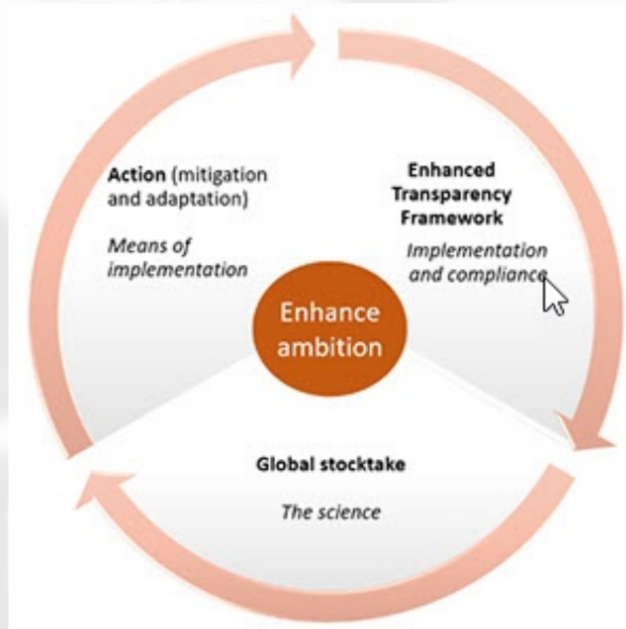 Action (mitigation
and adaptation)
Means of
implementation
Enhanced
Transparency
Framework
Implementation
and compliance
Enhance
ambition
Global stocktake
The science